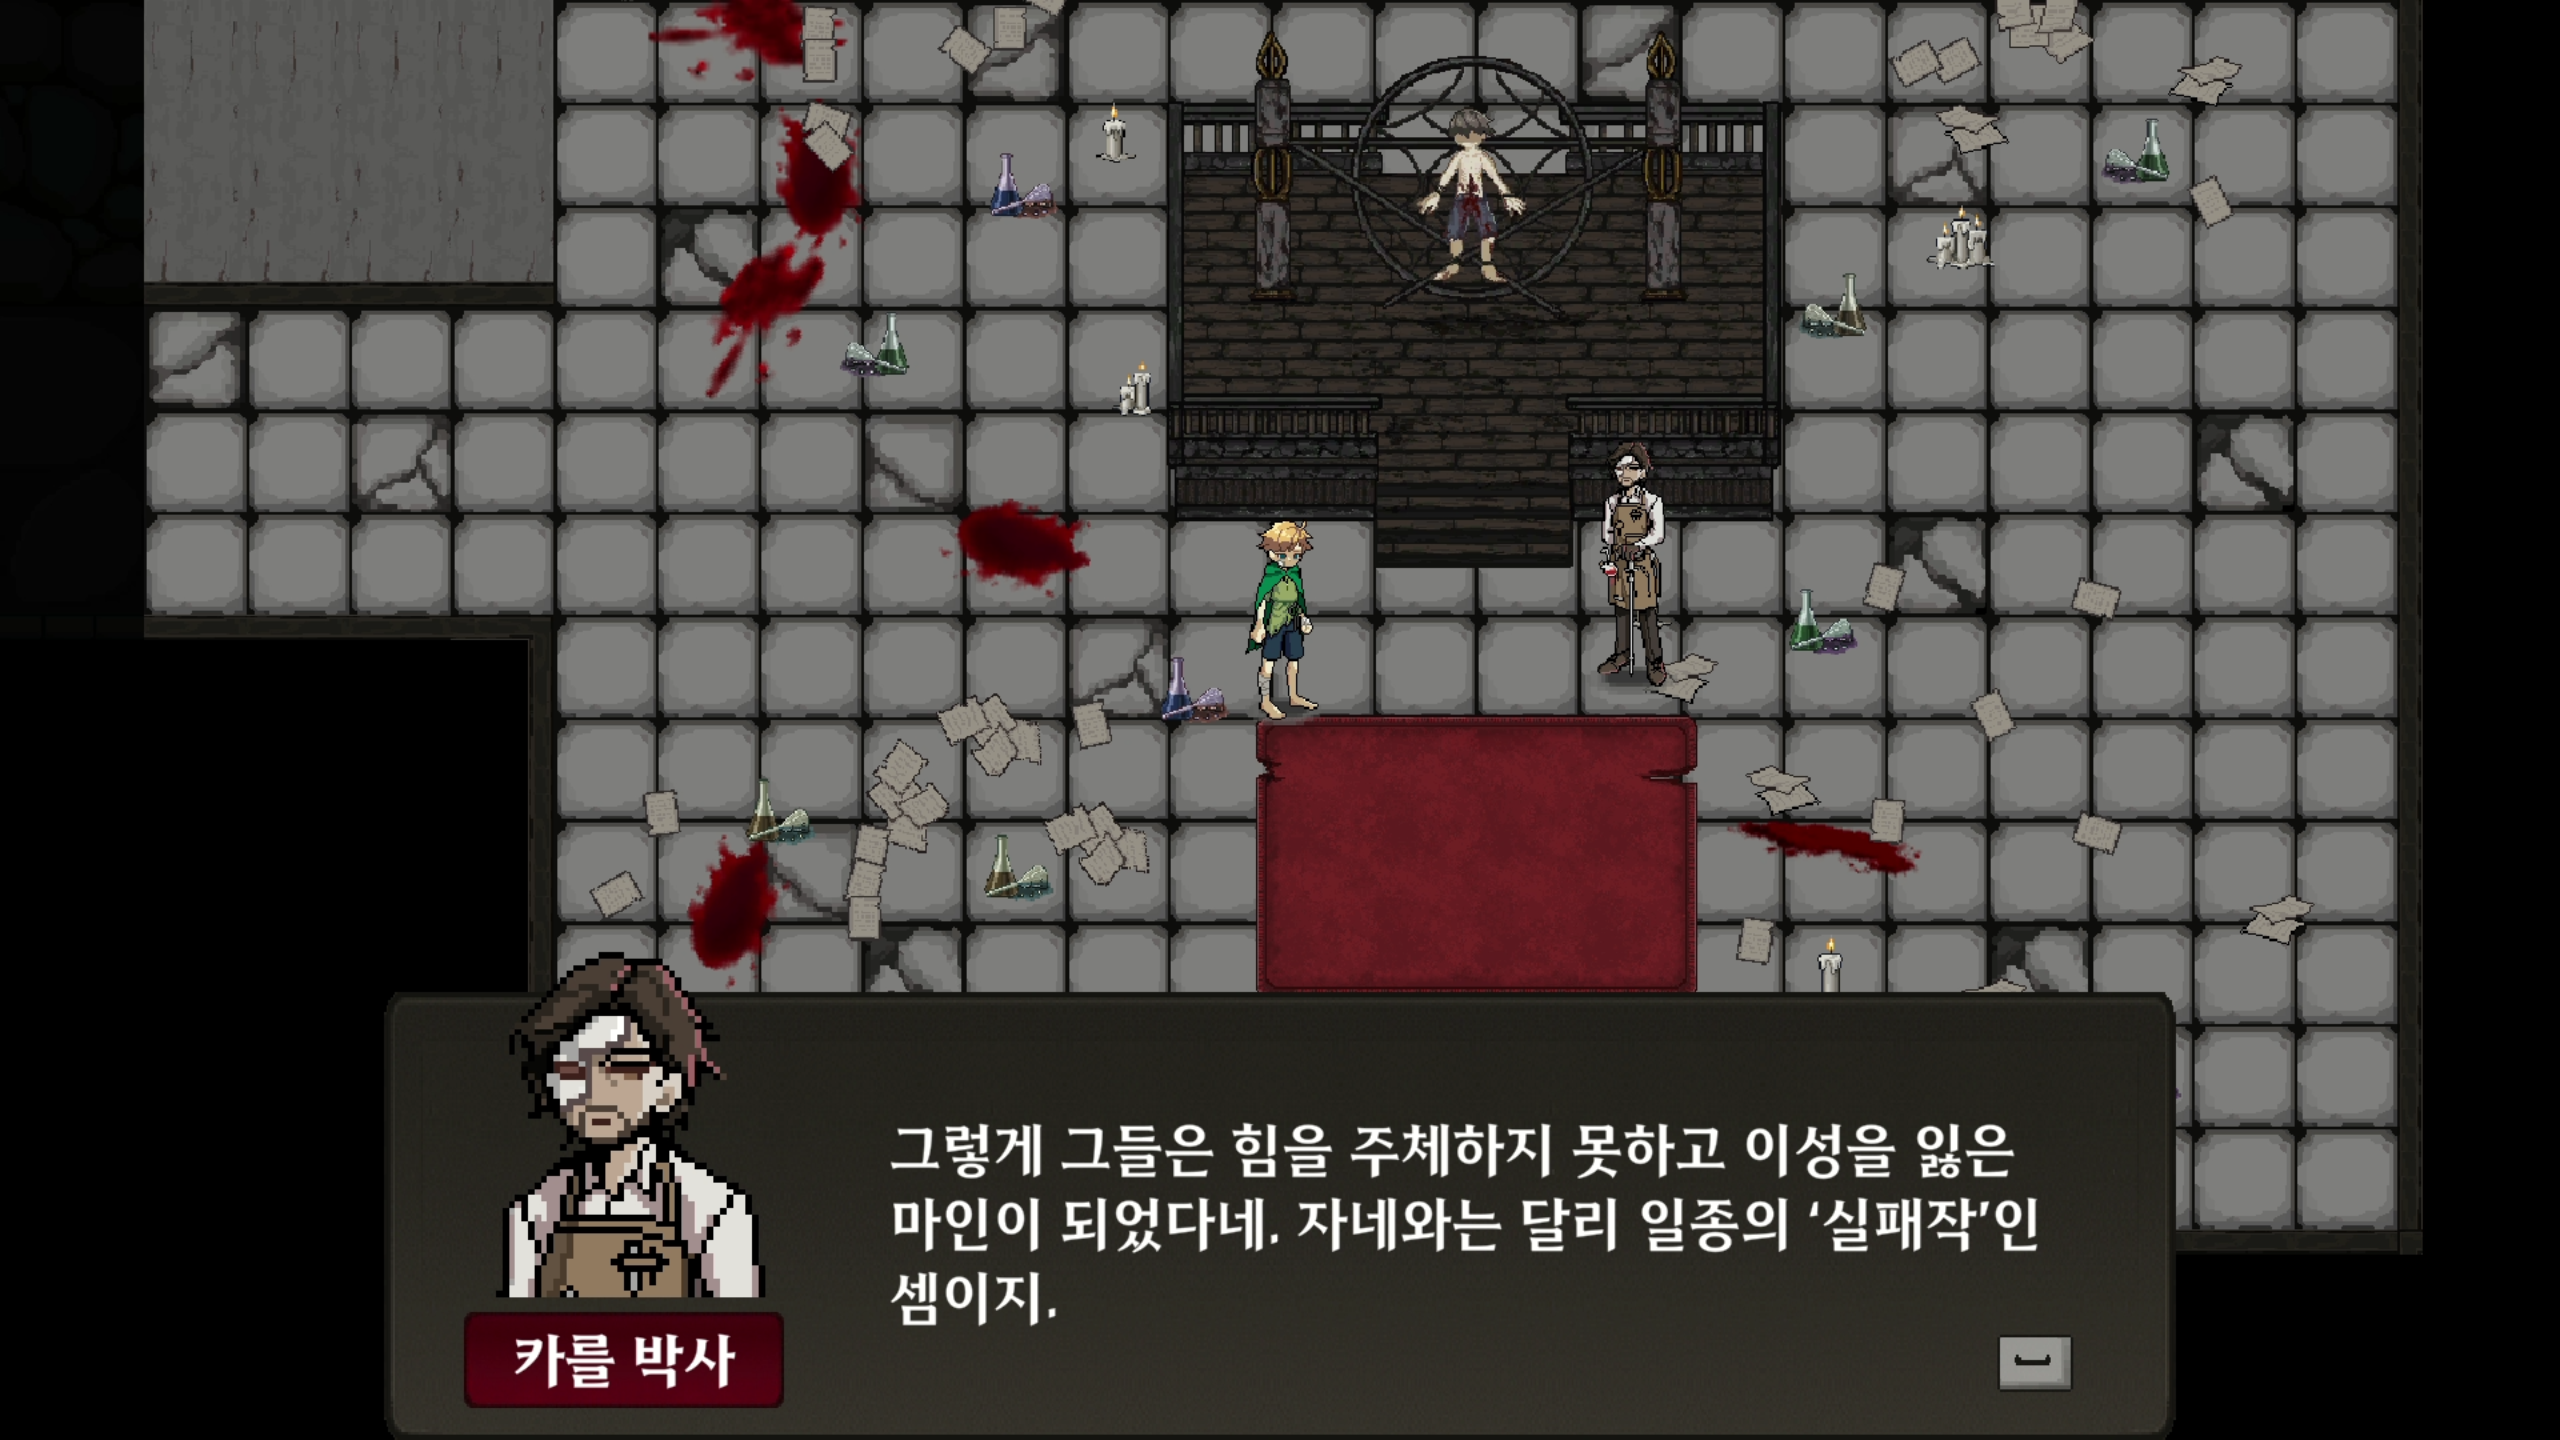 그렇게 그들은 힘을 주체하지 못하고 이성을 잃은
마인이 되었다네. 자네와는 달리 일종의 ‘실패작’인
셈이지.
카를 박사